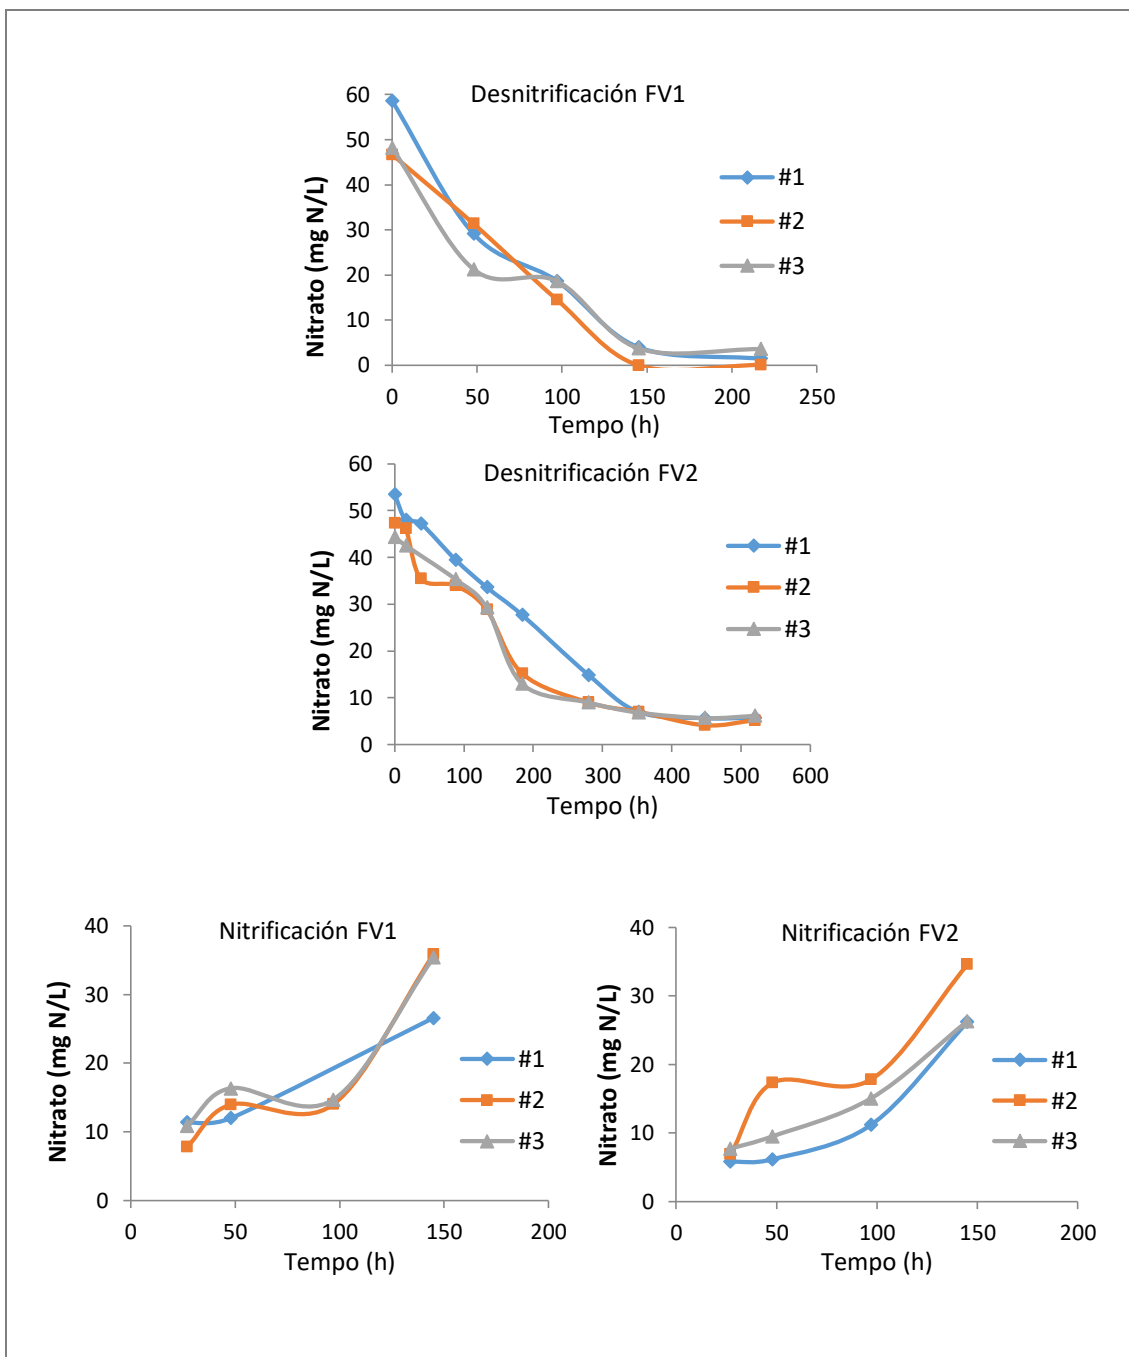 Desnitrificación FV1
60
50
40
30
20
10
0
Nitrato (mg N/L)
0 50 100 150 200 250
Tempo (h)
#1
#2
#3
Desnitrificación FV2
60
50
40
30
20
10
0
Nitrato (mg N/L)
0 100 200 300 400 500 600
Tempo (h)
#1
#2
#3
Nitrificación FV1
40
30
20
10
0
Nitrato (mg N/L)
0 50 100 150 200
Tempo (h)
#1
#2
#3
Nitrificación FV2
40
30
20
10
0
Nitrato (mg N/L)
0 50 100 150 200
Tempo (h)
#1
#2
#3